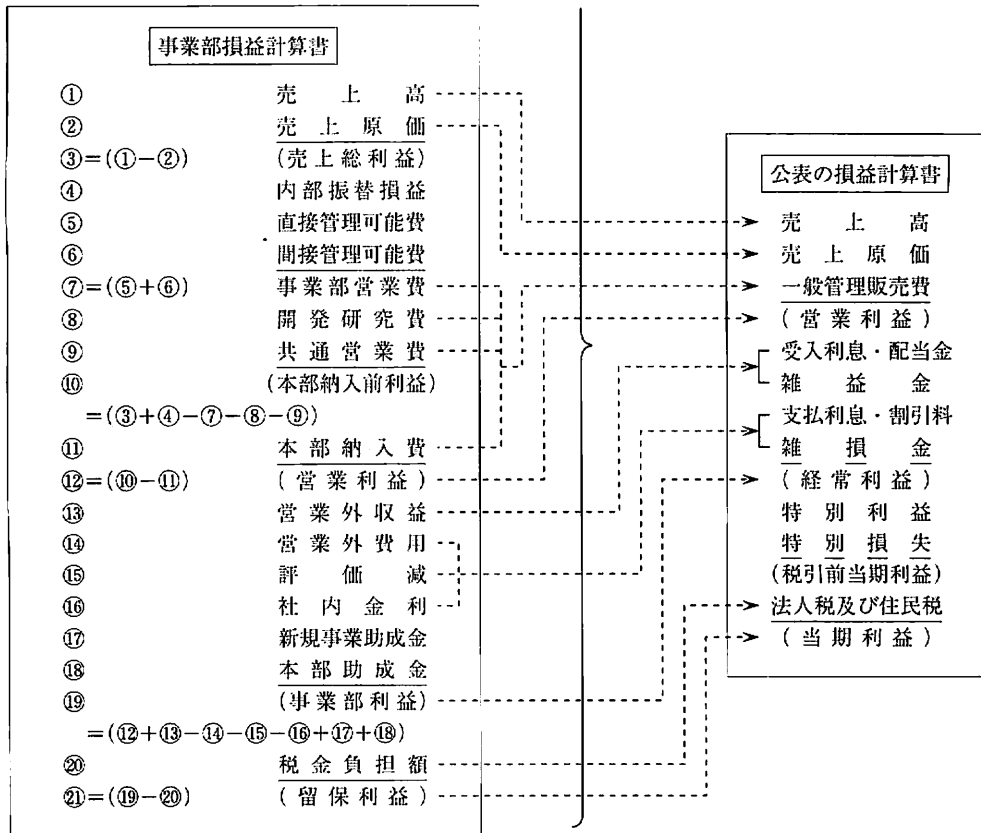 事業部損益計算書
① 売上高
② 売上原価
③=(①-②) (売上総利益)
④ 内部振替損益
⑤ 直接管理可能費
⑥ 間接管理可能費
⑦=(⑤+⑥) 事業部営業費
⑧ 開発研究費
⑨ 共通営業費
⑩ (本部納入前利益)
=(③+④-⑦-⑧-⑨)
⑪ 本部納入費
⑫=(⑩-⑪) (営業利益)
⑬ 営業外収益
⑭ 営業外費用
⑮ 評価減
⑯ 社内金利
⑰ 新規事業助成金
⑱ 本部助成金
⑲ (事業部利益)
=(⑫+⑬-⑭-⑮-⑯+⑰+⑱)
⑳ 税金負担額
㉑=(⑲-⑳) (留保利益)
公表の損益計算書
売上高
売上原価
一般管理販売費
(営業利益)
受入利息・配当金
雑益金
支払利息・割引料
雑損金
(経常利益)
特別利益
特別損失
(税引前当期利益)
法人税及び住民税
(当期利益)